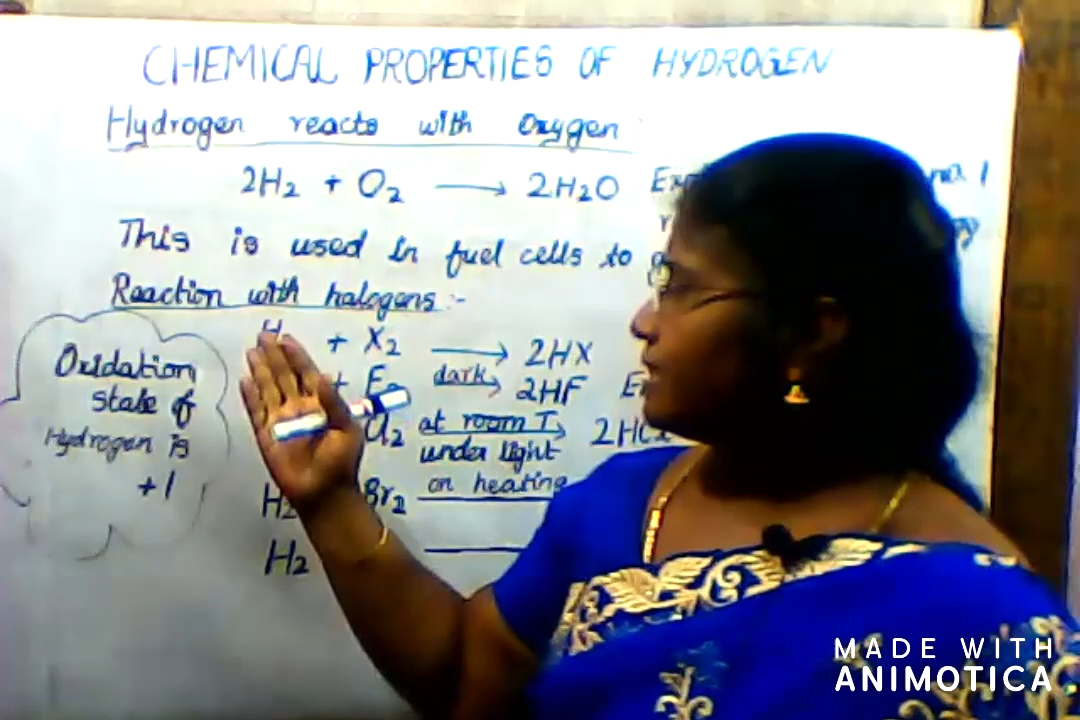 CHEMICAL PROPERTIES OF HYDROGEN
Hydrogen reacts with Oxygen
2H₂ + O₂ ⟶ 2H₂O
This is used in fuel cells to
Reaction with halogens :-
+ X₂ ⟶ 2HX
+ dark 2HF
at room T 2HCl
under light
H₂ Br₂ on heating
H₂
Oxidation
state of
Hydrogen is
+1
MADE WITH
ANIMOTICA